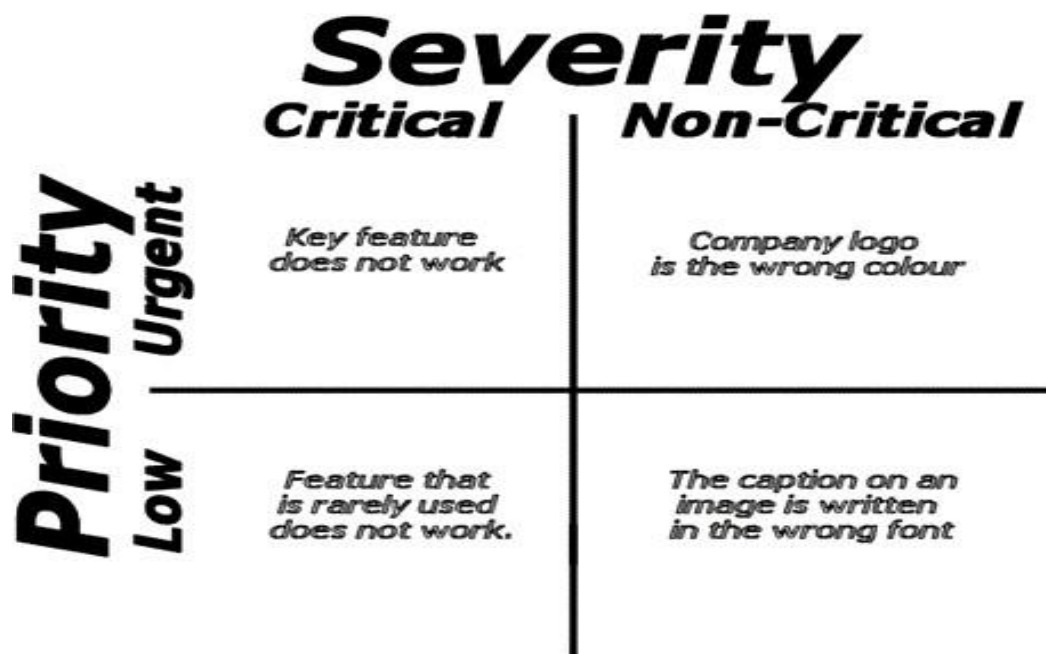 Severity
Critical
Non-Critical
Priority
Urgent
Key feature
does not work
Company logo
is the wrong colour
Low
Feature that
is rarely used
does not work.
The caption on an
image is written
in the wrong font